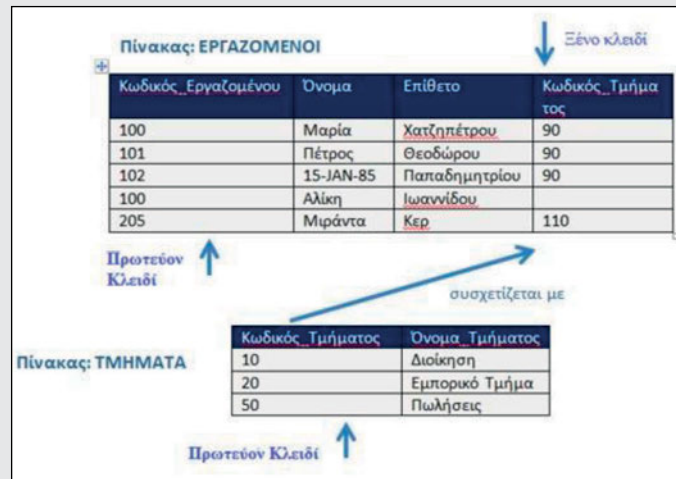 Πίνακας: ΕΡΓΑΖΟΜΕΝΟΙ
Ξένο κλειδί
Κωδικός_Εργαζομένου Όνομα Επίθετο Κωδικός_Τμήμα
τος
100 Μαρία Χατζηπέτρου 90
101 Πέτρος Θεοδώρου 90
102 15-JAN-85 Παπαδημητρίου 90
100 Αλίκη Ιωαννίδου
205 Μιράντα Κερ 110
Πρωτεύον
Κλειδί
συσχετίζεται με
Κωδικός_Τμήματος Όνομα_Τμήματος
Πίνακας: ΤΜΗΜΑΤΑ
10 Διοίκηση
20 Εμπορικό Τμήμα
50 Πωλήσεις
Πρωτεύον Κλειδί